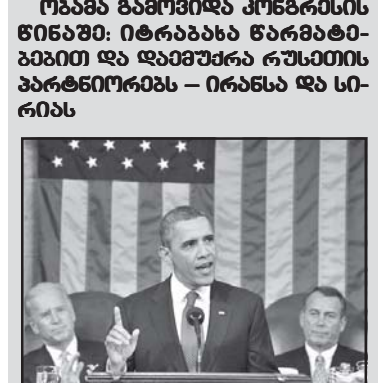 ობამა გამოვიდა კონგრესის
წინაშე: იტრაბახა წარმატე-
ბებით და დაემუქრა რუსეთის
პარტნიორებს — ირანსა და სი-
რიას